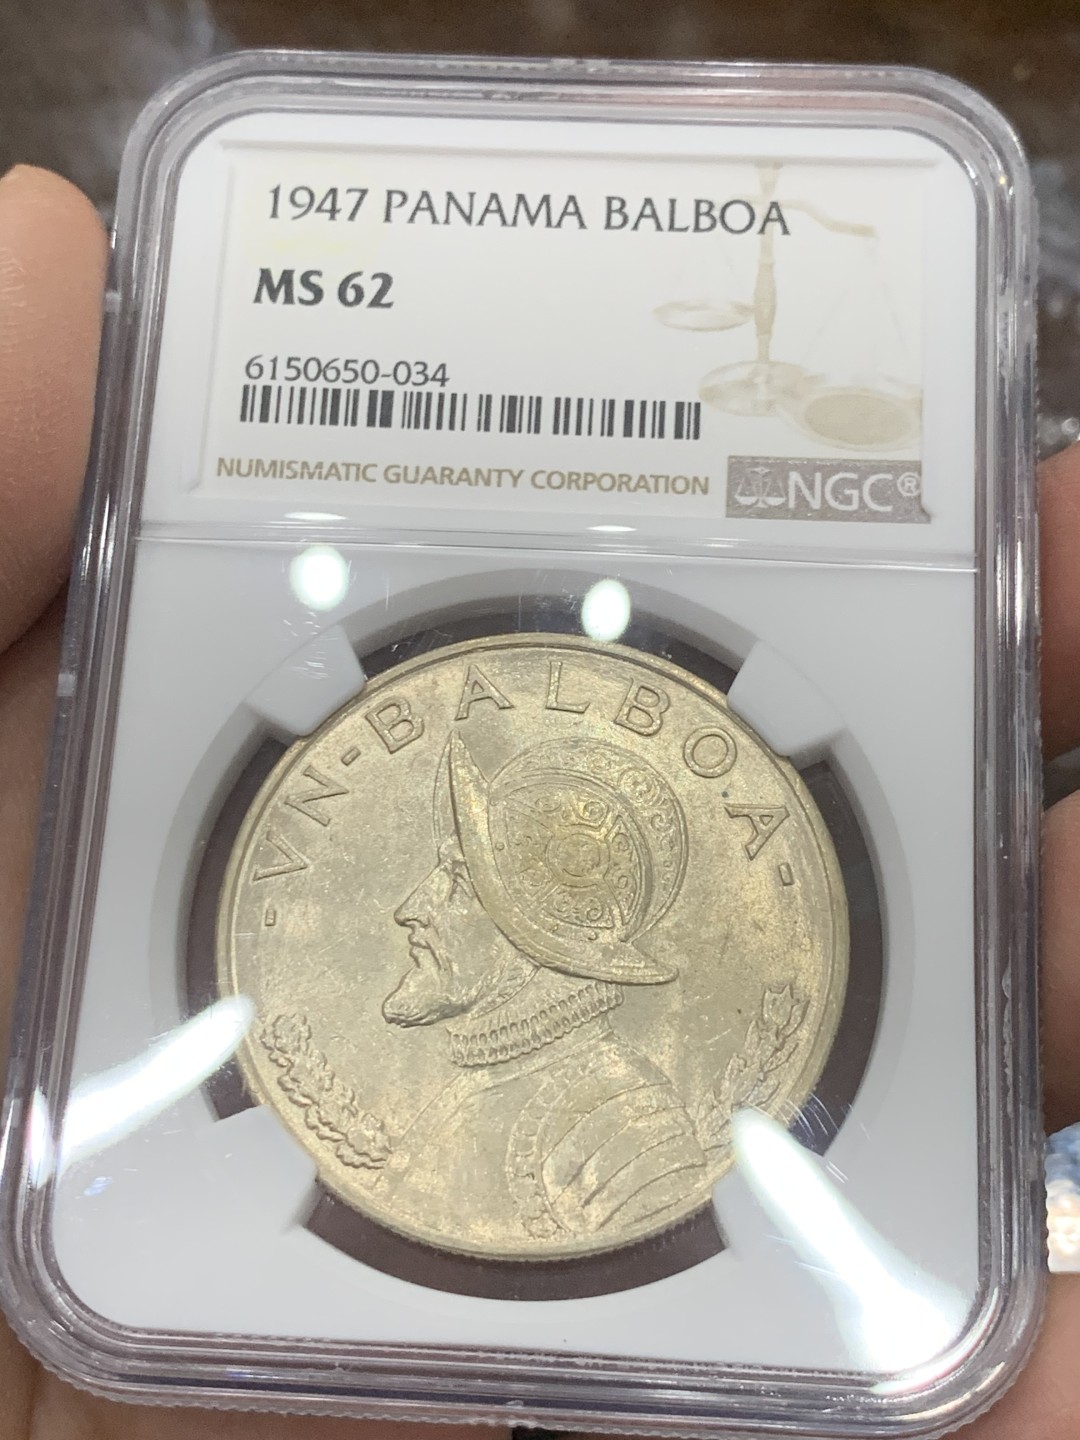 1947 PANAMA BALBOA
MS 62
6150650-034
NUMISMATIC GUARANTY CORPORATION
NGC®
-VN-BALBOA-